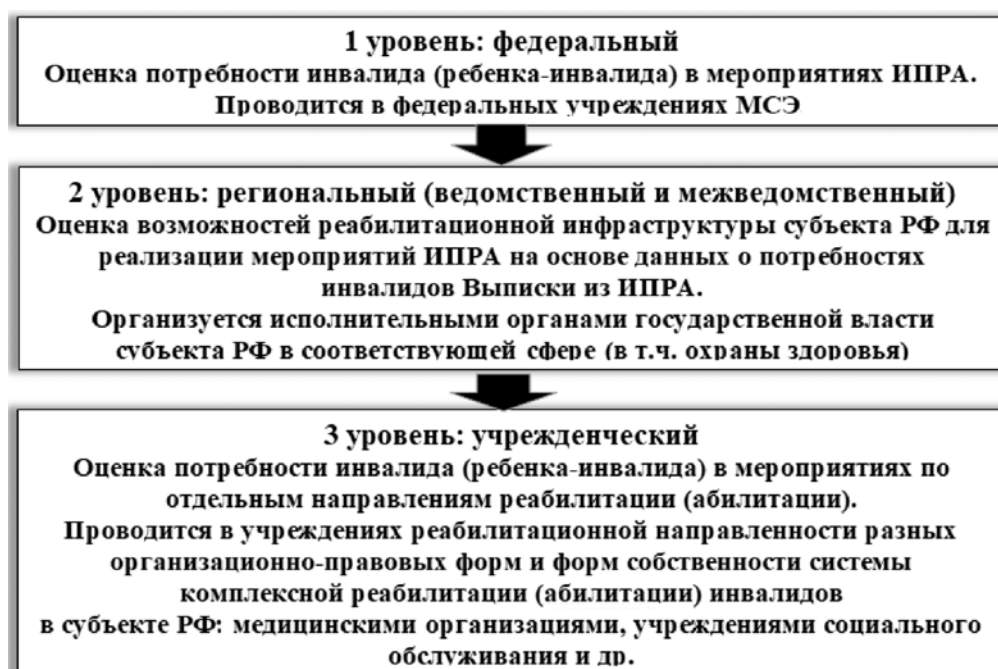 1 уровень: федеральный
Оценка потребности инвалида (ребенка-инвалида) в мероприятиях ИПРА.
Проводится в федеральных учреждениях МСЭ
2 уровень: региональный (ведомственный и межведомственный)
Оценка возможностей реабилитационной инфраструктуры субъекта РФ для
реализации мероприятий ИПРА на основе данных о потребностях
инвалидов Выписки из ИПРА.
Организуется исполнительными органами государственной власти
субъекта РФ в соответствующей сфере (в т.ч. охраны здоровья)
3 уровень: учрежденческий
Оценка потребности инвалида (ребенка-инвалида) в мероприятиях по
отдельным направлениям реабилитации (абилитации).
Проводится в учреждениях реабилитационной направленности разных
организационно-правовых форм и форм собственности системы
комплексной реабилитации (абилитации) инвалидов
в субъекте РФ: медицинскими организациями, учреждениями социального
обслуживания и др.